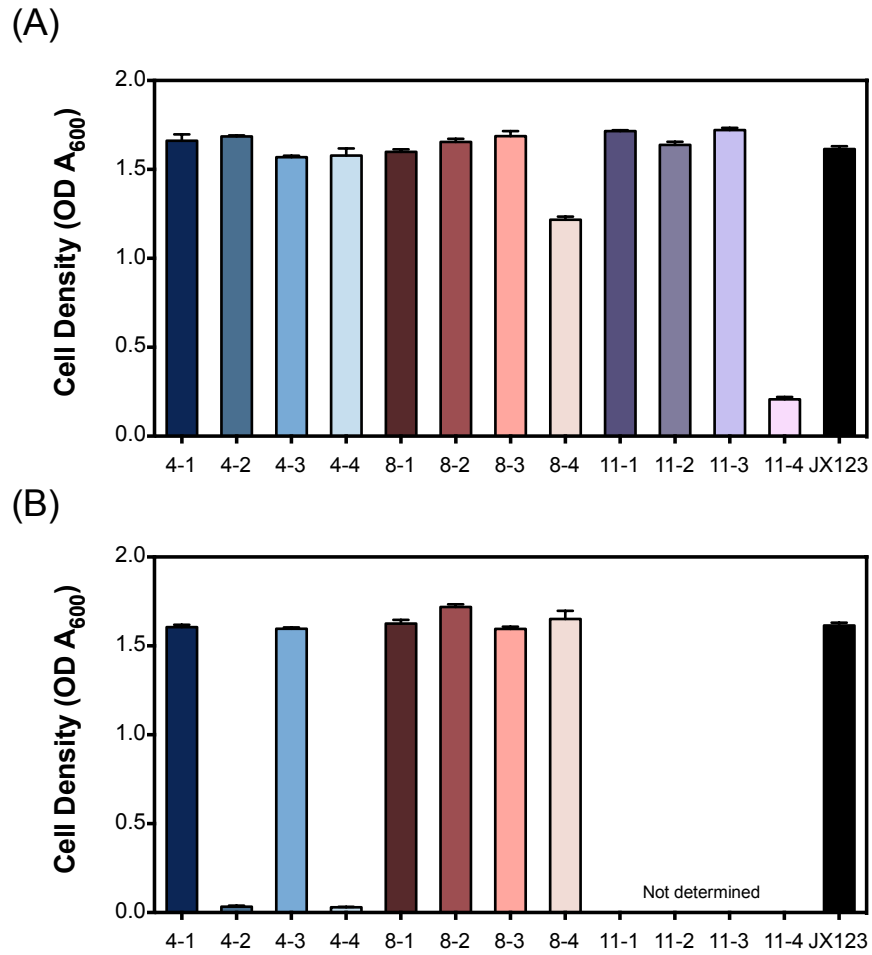 (A)
Cell Density (OD A600)
2.0
1.5
1.0
0.5
0.0
4-1 4-2 4-3 4-4 8-1 8-2 8-3 8-4 11-1 11-2 11-3 11-4 JX123
(B)
Cell Density (OD A600)
2.0
1.5
1.0
0.5
0.0
Not determined
4-1 4-2 4-3 4-4 8-1 8-2 8-3 8-4 11-1 11-2 11-3 11-4 JX123